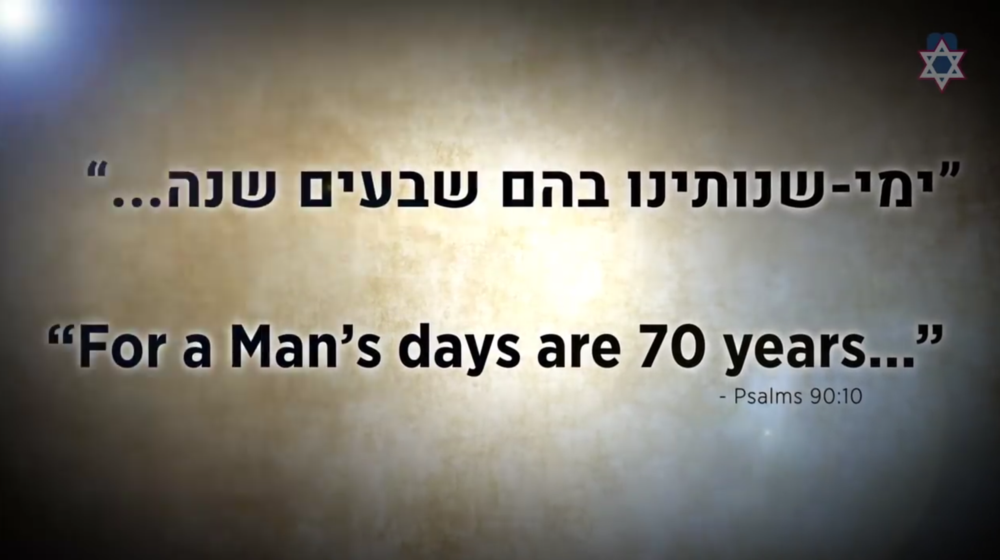 ”ימי-שנותינו בהם שבעים שנה...“
“For a Man’s days are 70 years...”
- Psalms 90:10